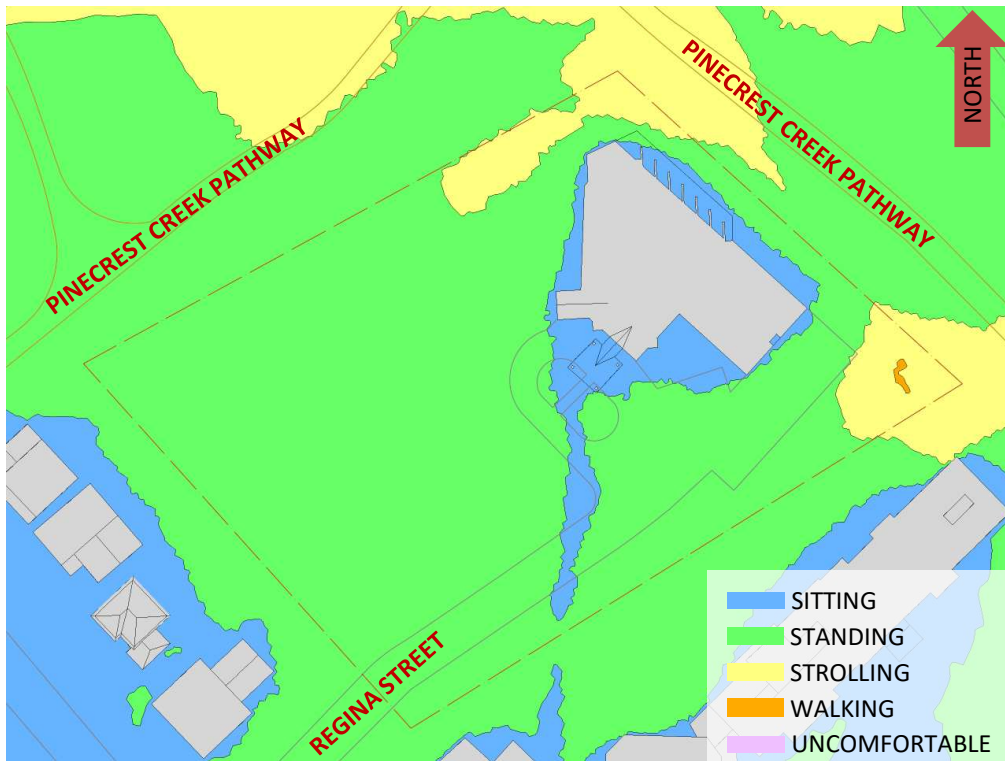 PINECREST CREEK PATHWAY
NORTH
PINECREST CREEK PATHWAY
REGINA STREET
SITTING
STANDING
STROLLING
WALKING
UNCOMFORTABLE